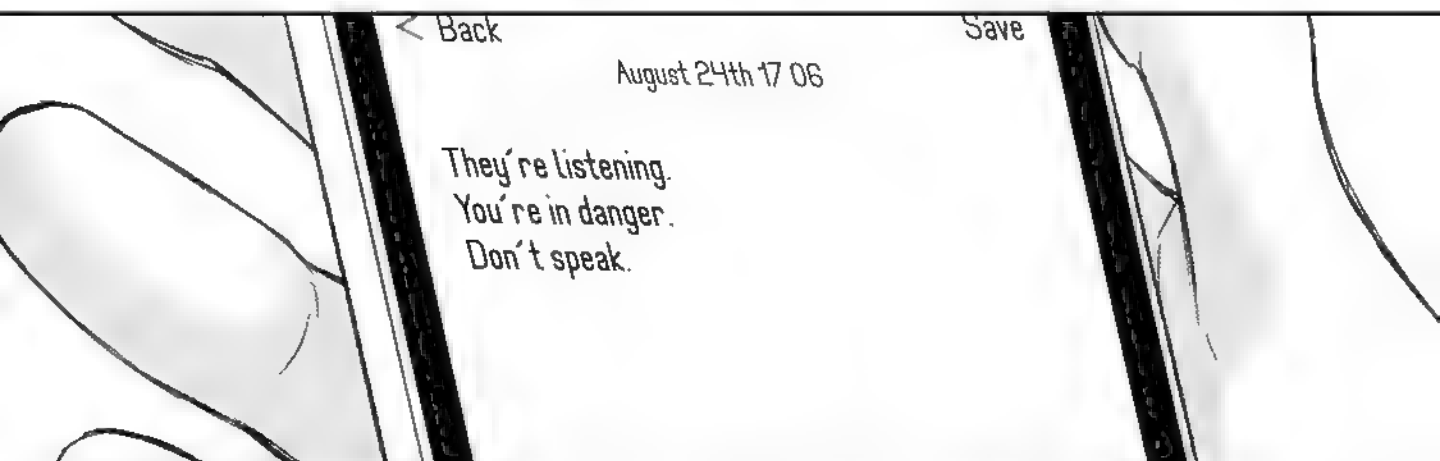 < Back Save
August 24th 17 06
They´re listening.
You´re in danger.
Don´t speak.